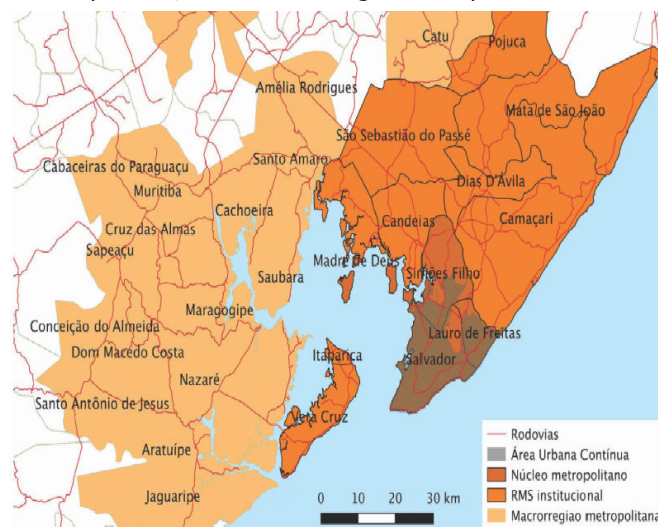 Catu
Pojuca
Amélia Rodrigues
Mata de São João
São Sebastião do Passé
Santo Amaro
Cabaceiras do Paraguaçu
Dias D'Avila
Muritiba
Cachoeira
Candeias
Camaçari
Cruz das Almas
Sapeaçu
Madre de Deus
Simões Filho
Saubara
Maragogipe
Conceição do Almeida
Lauro de Freitas
Dom Macedo Costa
Itaparica
Salvador
Nazaré
Santo Antônio de Jesus
Vera Cruz
Aratuípe
Jaguaripe
0 10 20 30 km
Rodovias
Área Urbana Contínua
Núcleo metropolitano
RMS institucional
Macrorregiao metropolitana